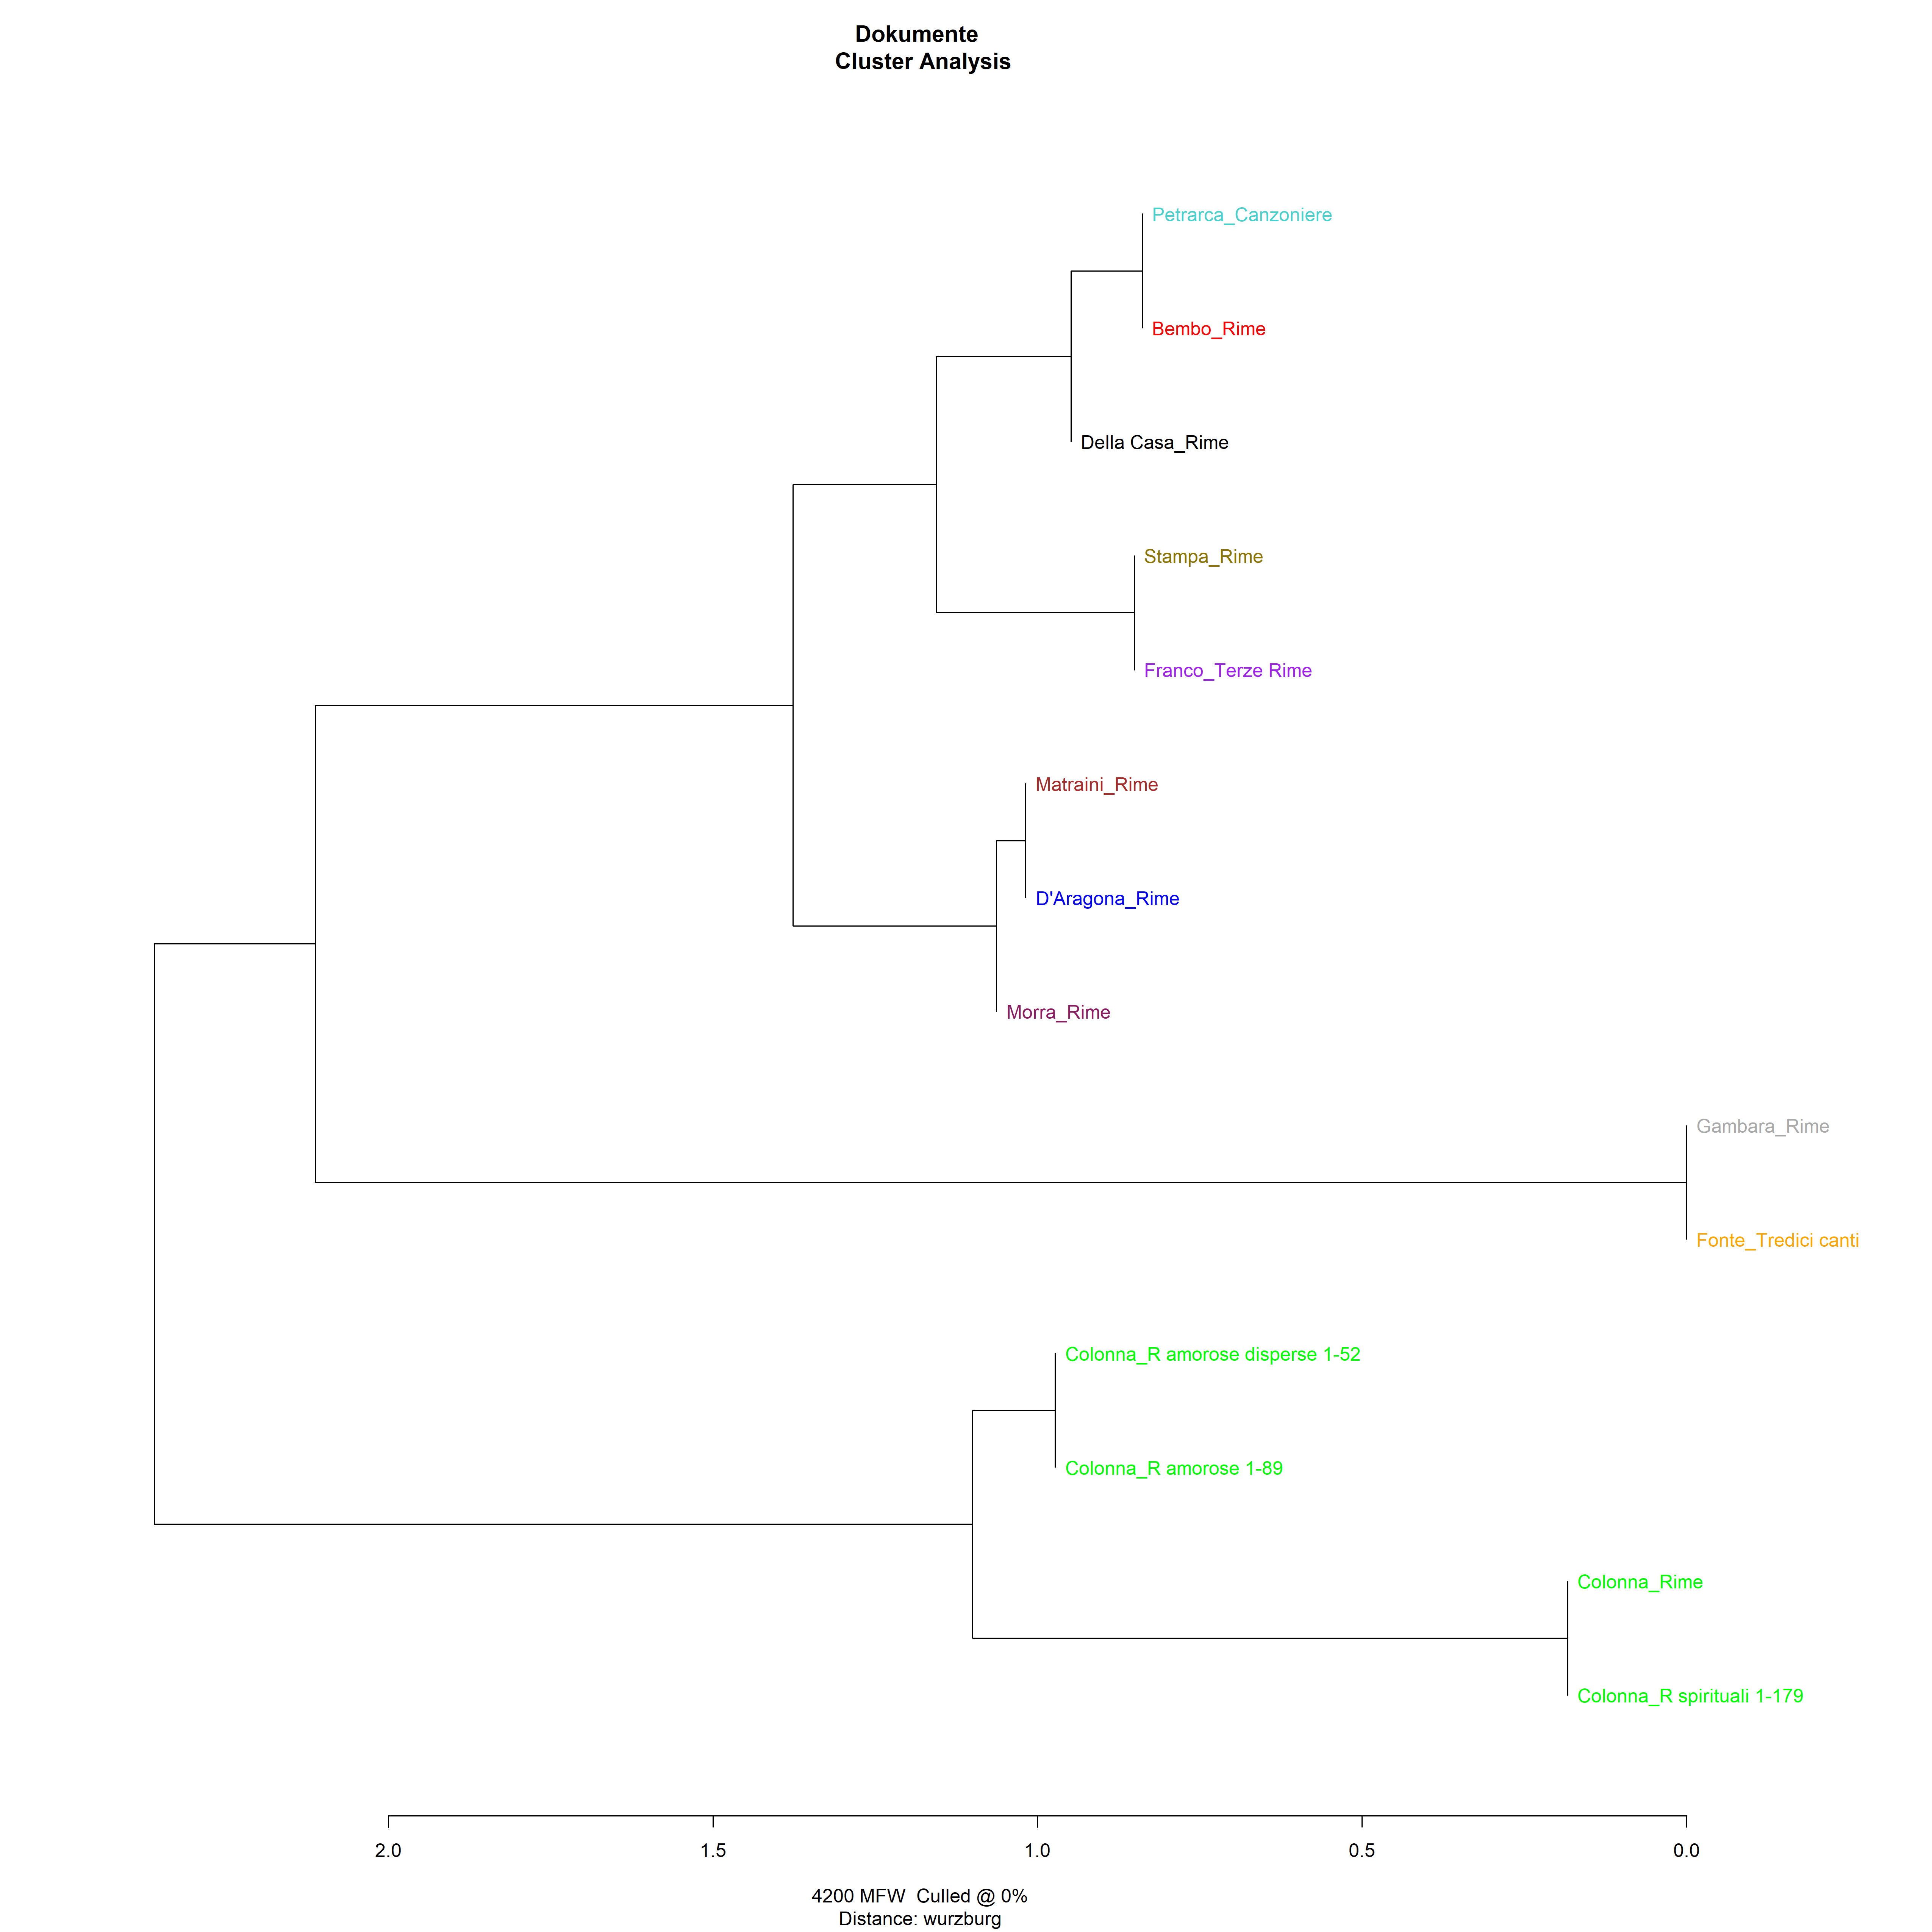 Dokumente
Cluster Analysis
Petrarca_Canzoniere
Bembo_Rime
Della Casa_Rime
Stampa_Rime
Franco_Terze Rime
Matraini_Rime
D'Aragona_Rime
Morra_Rime
Gambara_Rime
Fonte_Tredici canti
Colonna_R amorose disperse 1-52
Colonna_R amorose 1-89
Colonna_Rime
Colonna_R spirituali 1-179
2.0 1.5 1.0 0.5 0.0
4200 MFW  Culled @ 0%
Distance: wurzburg